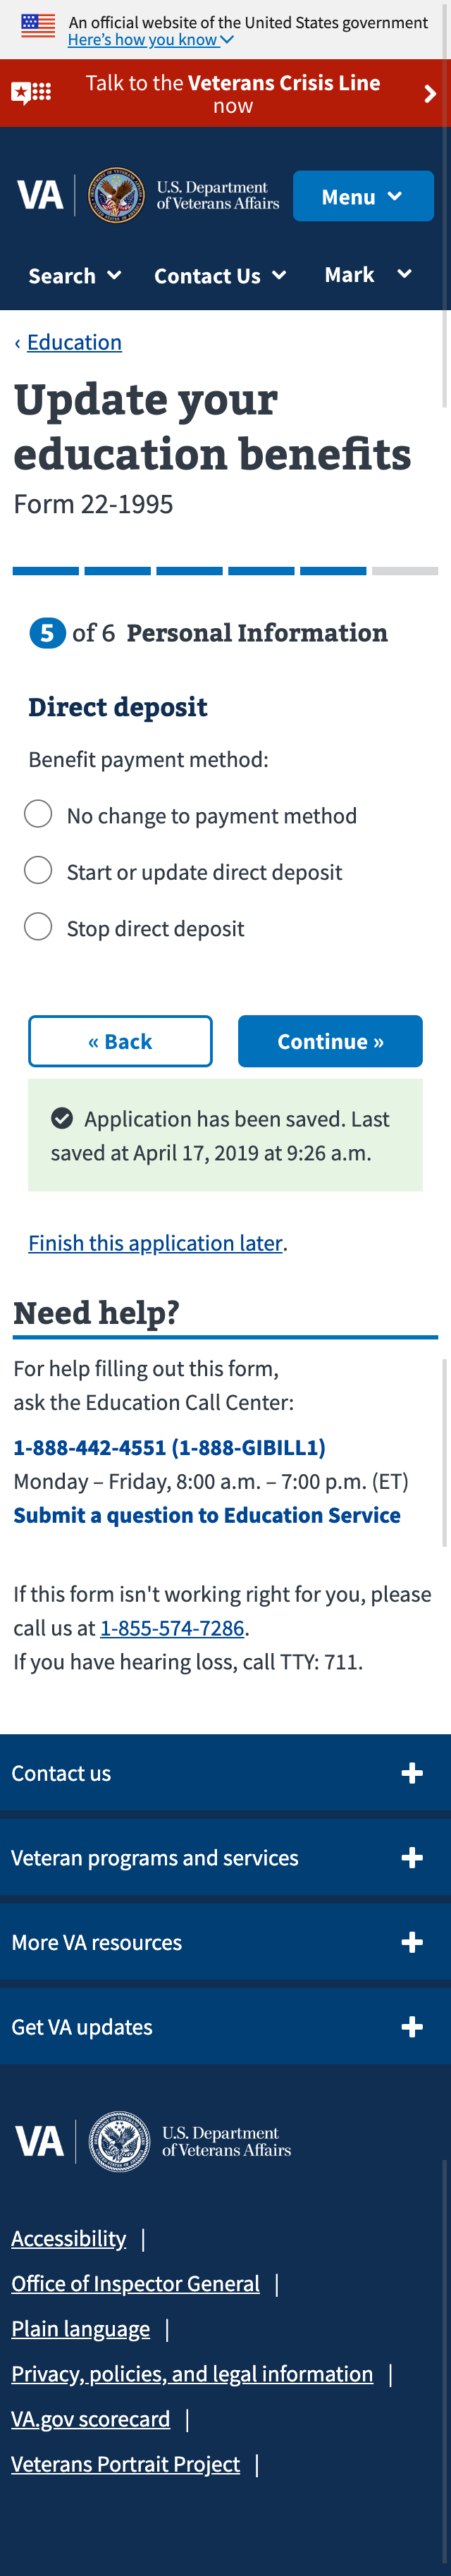 An official website of the United States government
Here's how you know
Talk to the Veterans Crisis Line
now
VA
U.S. Department
of Veterans Affairs
Menu
Search
Contact Us
Mark
‹ Education
Update your
education benefits
Form 22-1995
5 of 6 Personal Information
Direct deposit
Benefit payment method:
No change to payment method
Start or update direct deposit
Stop direct deposit
« Back
Continue »
Application has been saved. Last
saved at April 17, 2019 at 9:26 a.m.
Finish this application later.
Need help?
For help filling out this form,
ask the Education Call Center:
1-888-442-4551 (1-888-GIBILL1)
Monday – Friday, 8:00 a.m. – 7:00 p.m. (ET)
Submit a question to Education Service
If this form isn't working right for you, please
call us at 1-855-574-7286.
If you have hearing loss, call TTY: 711.
Contact us
Veteran programs and services
More VA resources
Get VA updates
VA
U.S. Department
of Veterans Affairs
Accessibility |
Office of Inspector General |
Plain language |
Privacy, policies, and legal information |
VA.gov scorecard |
Veterans Portrait Project |